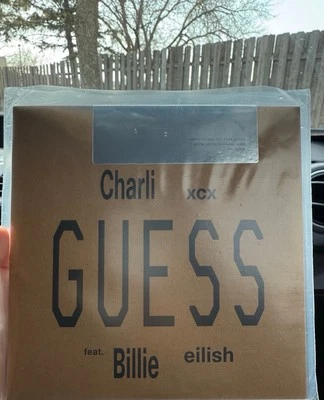 Charli xcx
GUESS
feat. Billie eilish